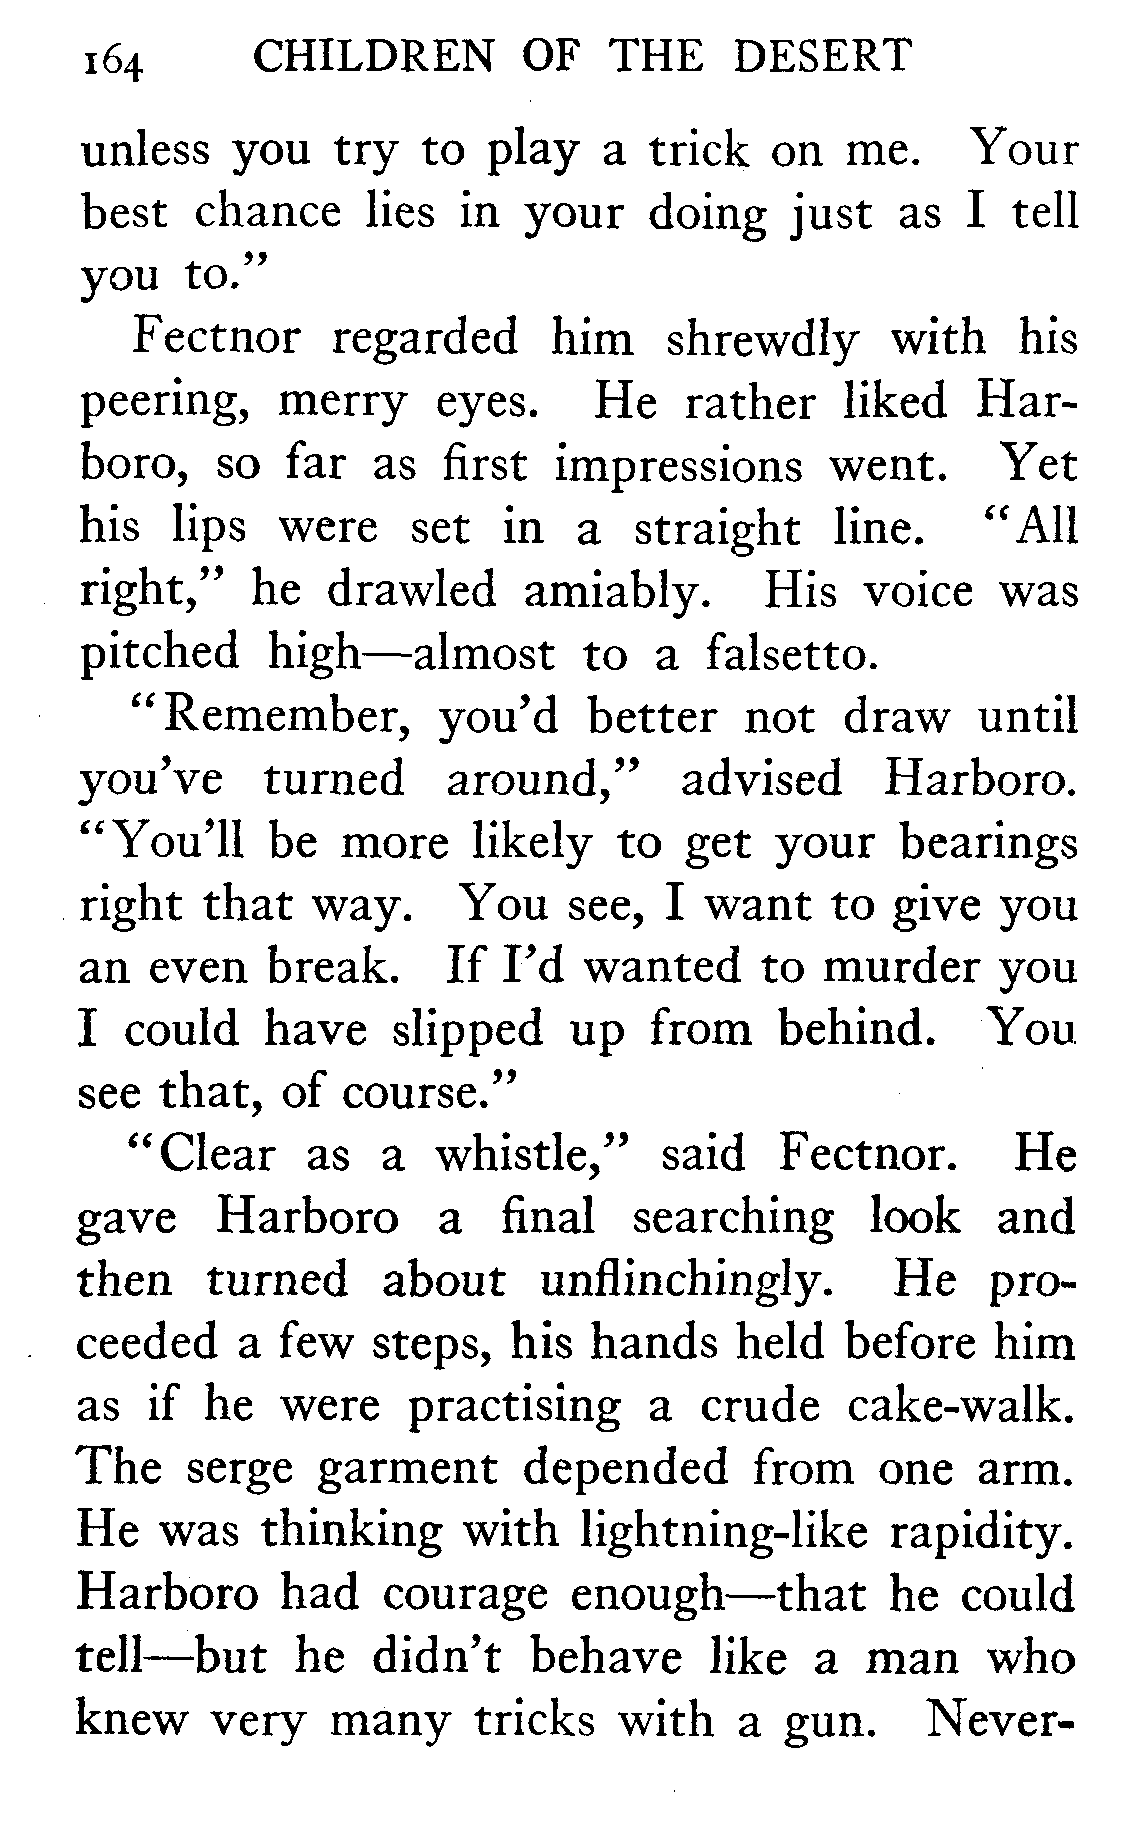 164 CHILDREN OF THE DESERT
unless you try to play a trick on me. Your
best chance lies in your doing just as I tell
you to."
Fectnor regarded him shrewdly with his
peering, merry eyes. He rather liked Har-
boro, so far as first impressions went. Yet
his lips were set in a straight line. "All
right," he drawled amiably. His voice was
pitched high—almost to a falsetto.
"Remember, you'd better not draw until
you've turned around," advised Harboro.
"You'll be more likely to get your bearings
right that way. You see, I want to give you
an even break. If I'd wanted to murder you
I could have slipped up from behind. You
see that, of course."
"Clear as a whistle," said Fectnor. He
gave Harboro a final searching look and
then turned about unflinchingly. He pro-
ceeded a few steps, his hands held before him
as if he were practising a crude cake-walk.
The serge garment depended from one arm.
He was thinking with lightning-like rapidity.
Harboro had courage enough—that he could
tell—but he didn't behave like a man who
knew very many tricks with a gun. Never-